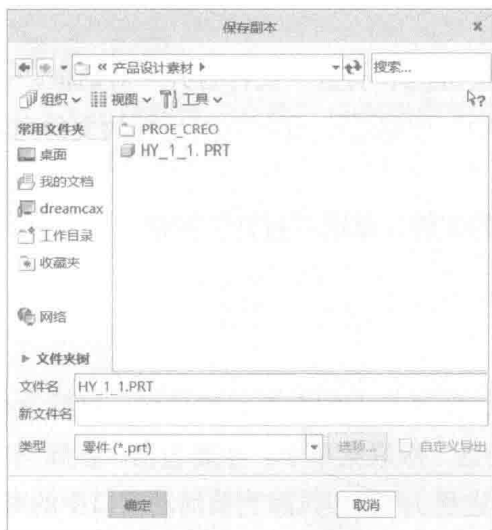 保存副本
« 产品设计素材 搜索...
组织 视图 工具
常用文件夹
桌面
我的文档
dreamcax
工作目录
收藏夹
网络
文件夹树
PROE_CREO
HY_1_1. PRT
文件名 HY_1_1.PRT
新文件名
类型 零件 (*.prt) 选项... 自定义导出
确定 取消